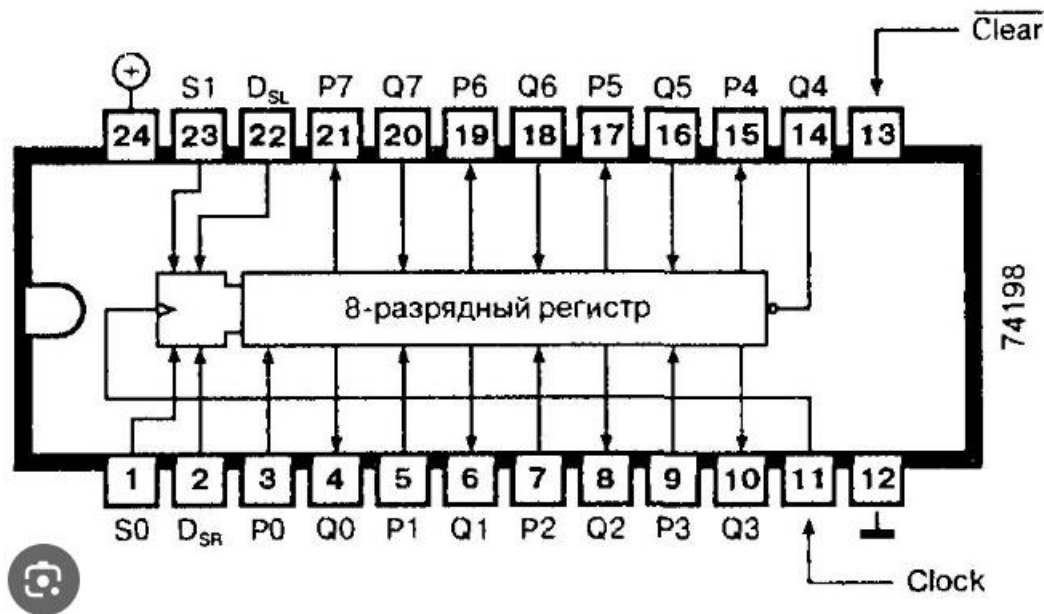 Clear
S1 D_SL P7 Q7 P6 Q6 P5 Q5 P4 Q4
24 23 22 21 20 19 18 17 16 15 14 13
8-разрядный регистр
74198
1 2 3 4 5 6 7 8 9 10 11 12
S0 D_SR P0 Q0 P1 Q1 P2 Q2 P3 Q3
Clock